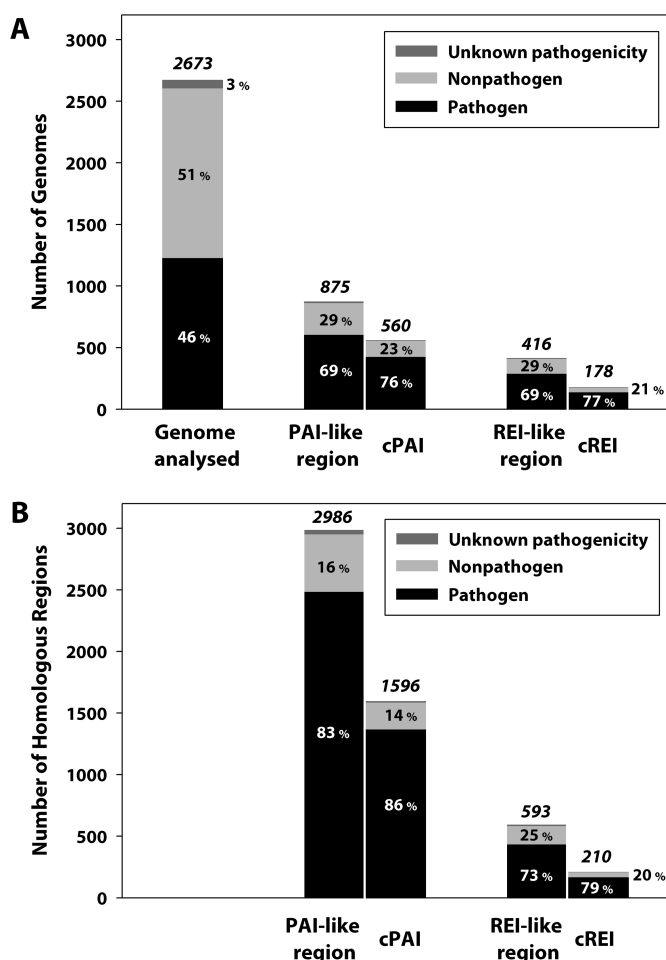 A
3000
2500
2000
1500
1000
500
0
Number of Genomes
Unknown pathogenicity
Nonpathogen
Pathogen
2673
3 %
51 %
46 %
875
29 %
69 %
560
23 %
76 %
416
29 %
69 %
178
21 %
77 %
Genome analysed
PAI-like region
cPAI
REI-like region
cREI
B
3000
2500
2000
1500
1000
500
0
Number of Homologous Regions
Unknown pathogenicity
Nonpathogen
Pathogen
2986
16 %
83 %
1596
14 %
86 %
593
25 %
73 %
210
20 %
79 %
PAI-like region
cPAI
REI-like region
cREI